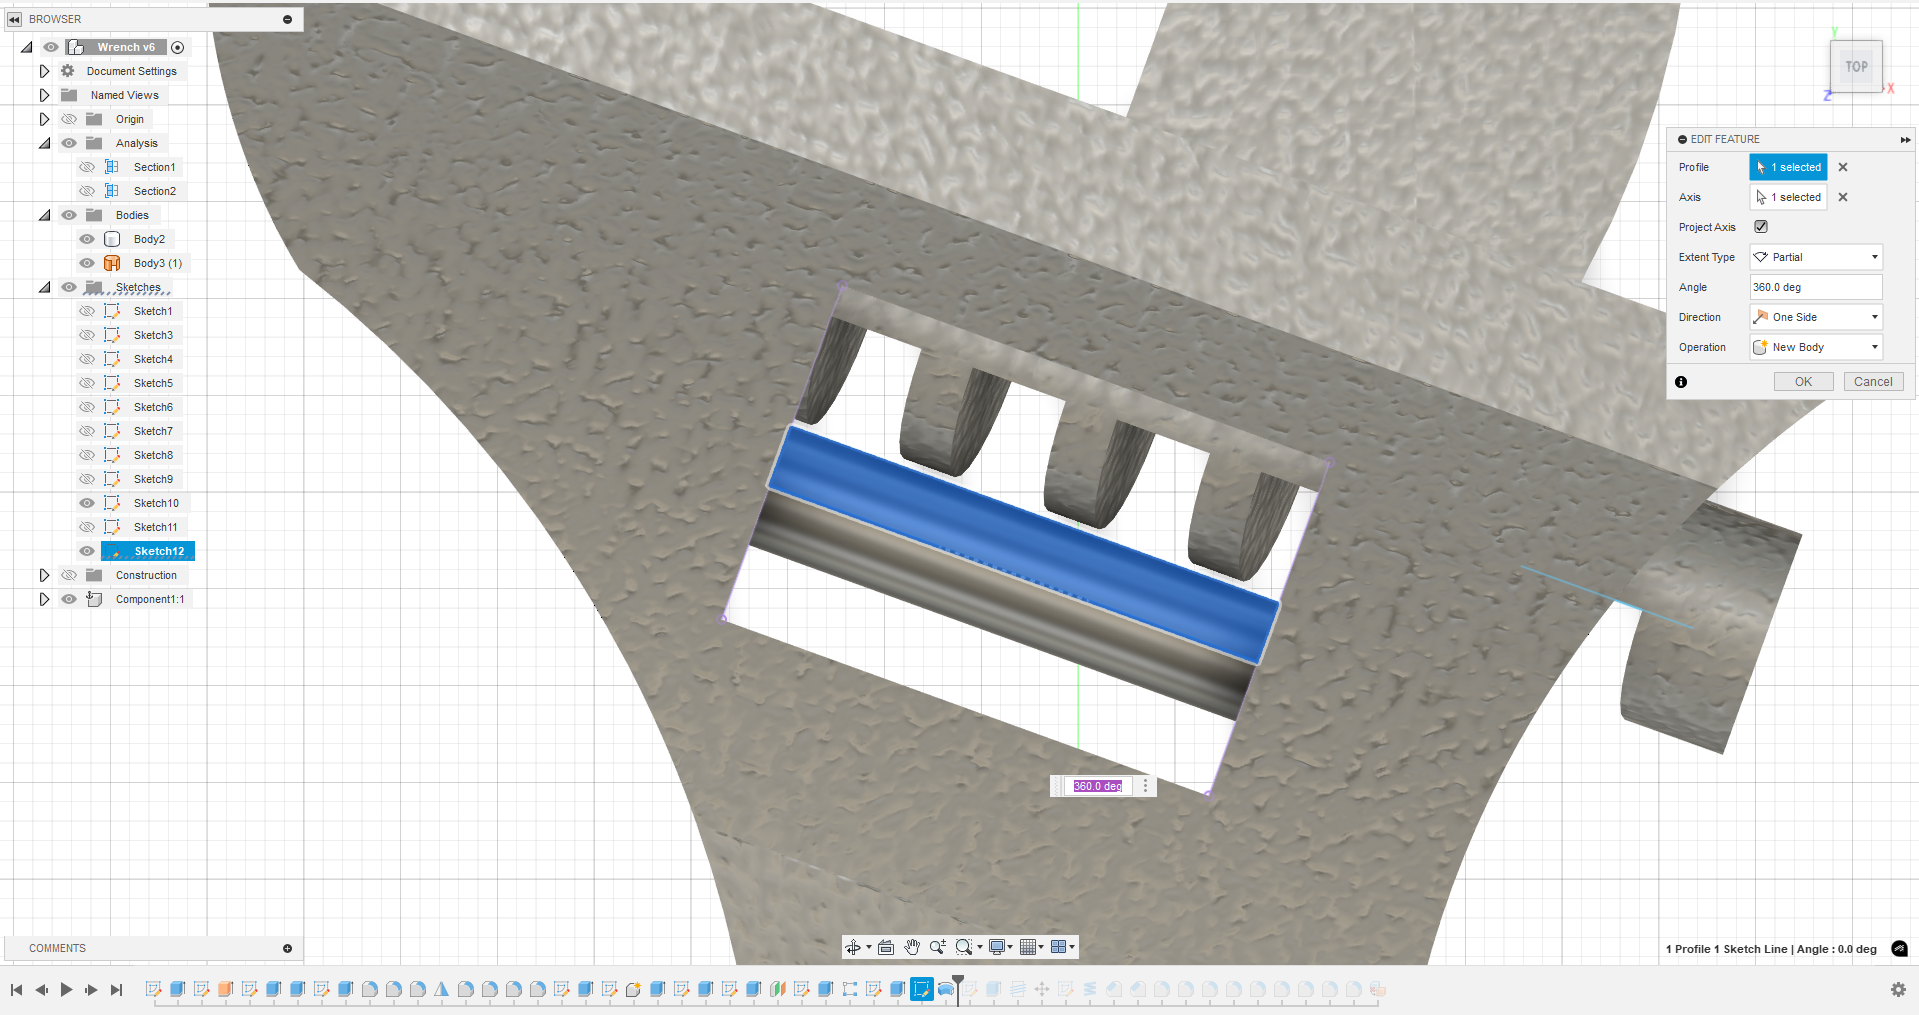 BROWSER
Wrench v6
Document Settings
Named Views
Origin
Analysis
Section1
Section2
Bodies
Body2
Body3 (1)
Sketches
Sketch1
Sketch3
Sketch4
Sketch5
Sketch6
Sketch7
Sketch8
Sketch9
Sketch10
Sketch11
Sketch12
Construction
Component1:1
Y
TOP
X
Z
EDIT FEATURE
Profile 1 selected
Axis 1 selected
Project Axis
Extent Type Partial
Angle 360.0 deg
Direction One Side
Operation New Body
OK Cancel
360.0 deg
COMMENTS
1 Profile 1 Sketch Line | Angle : 0.0 deg